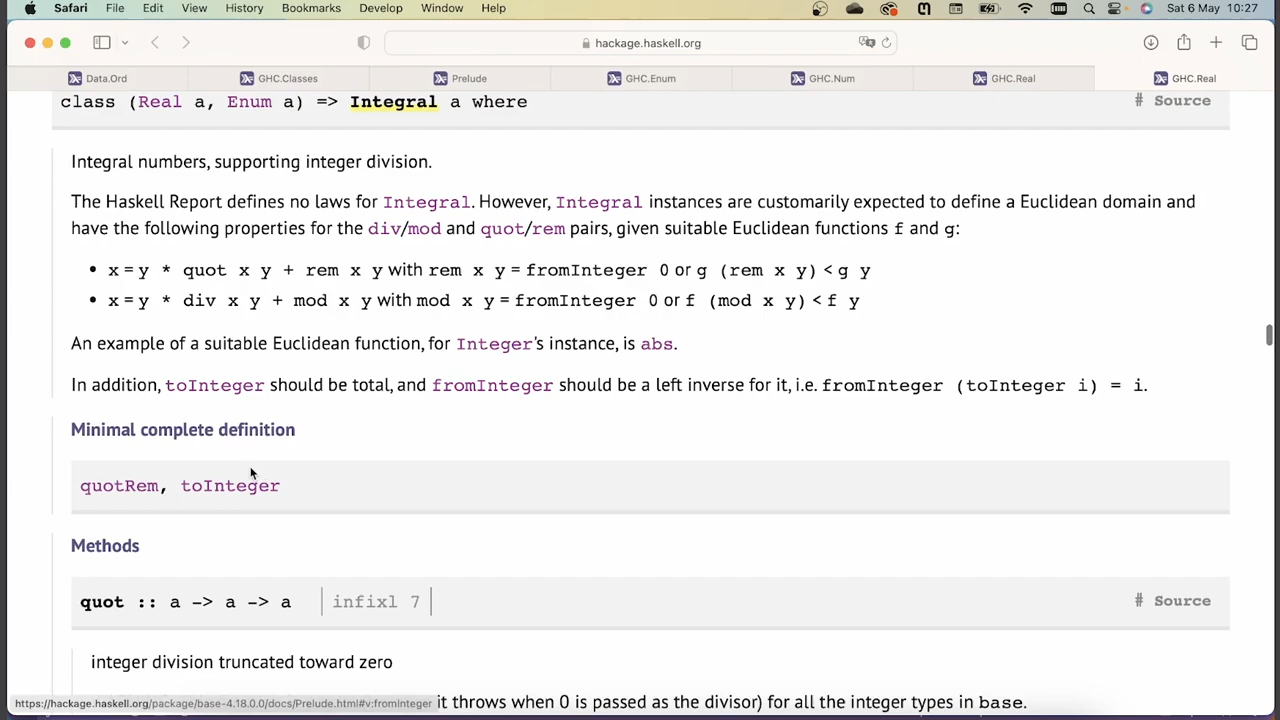 Safari File Edit View History Bookmarks Develop Window Help Sat 6 May 10:27
hackage.haskell.org
Data.Ord GHC.Classes Prelude GHC.Enum GHC.Num GHC.Real GHC.Real
class (Real a, Enum a) => Integral a where # Source
Integral numbers, supporting integer division.
The Haskell Report defines no laws for Integral. However, Integral instances are customarily expected to define a Euclidean domain and
have the following properties for the div/mod and quot/rem pairs, given suitable Euclidean functions f and g:
• x = y * quot x y + rem x y with rem x y = fromInteger 0 or g (rem x y) < g y
• x = y * div x y + mod x y with mod x y = fromInteger 0 or f (mod x y) < f y
An example of a suitable Euclidean function, for Integer's instance, is abs.
In addition, toInteger should be total, and fromInteger should be a left inverse for it, i.e. fromInteger (toInteger i) = i.
Minimal complete definition
quotRem, toInteger
Methods
quot :: a -> a -> a infixl 7 # Source
integer division truncated toward zero
https://hackage.haskell.org/package/base-4.18.0.0/docs/Prelude.html#v:fromInteger it throws when 0 is passed as the divisor) for all the integer types in base.